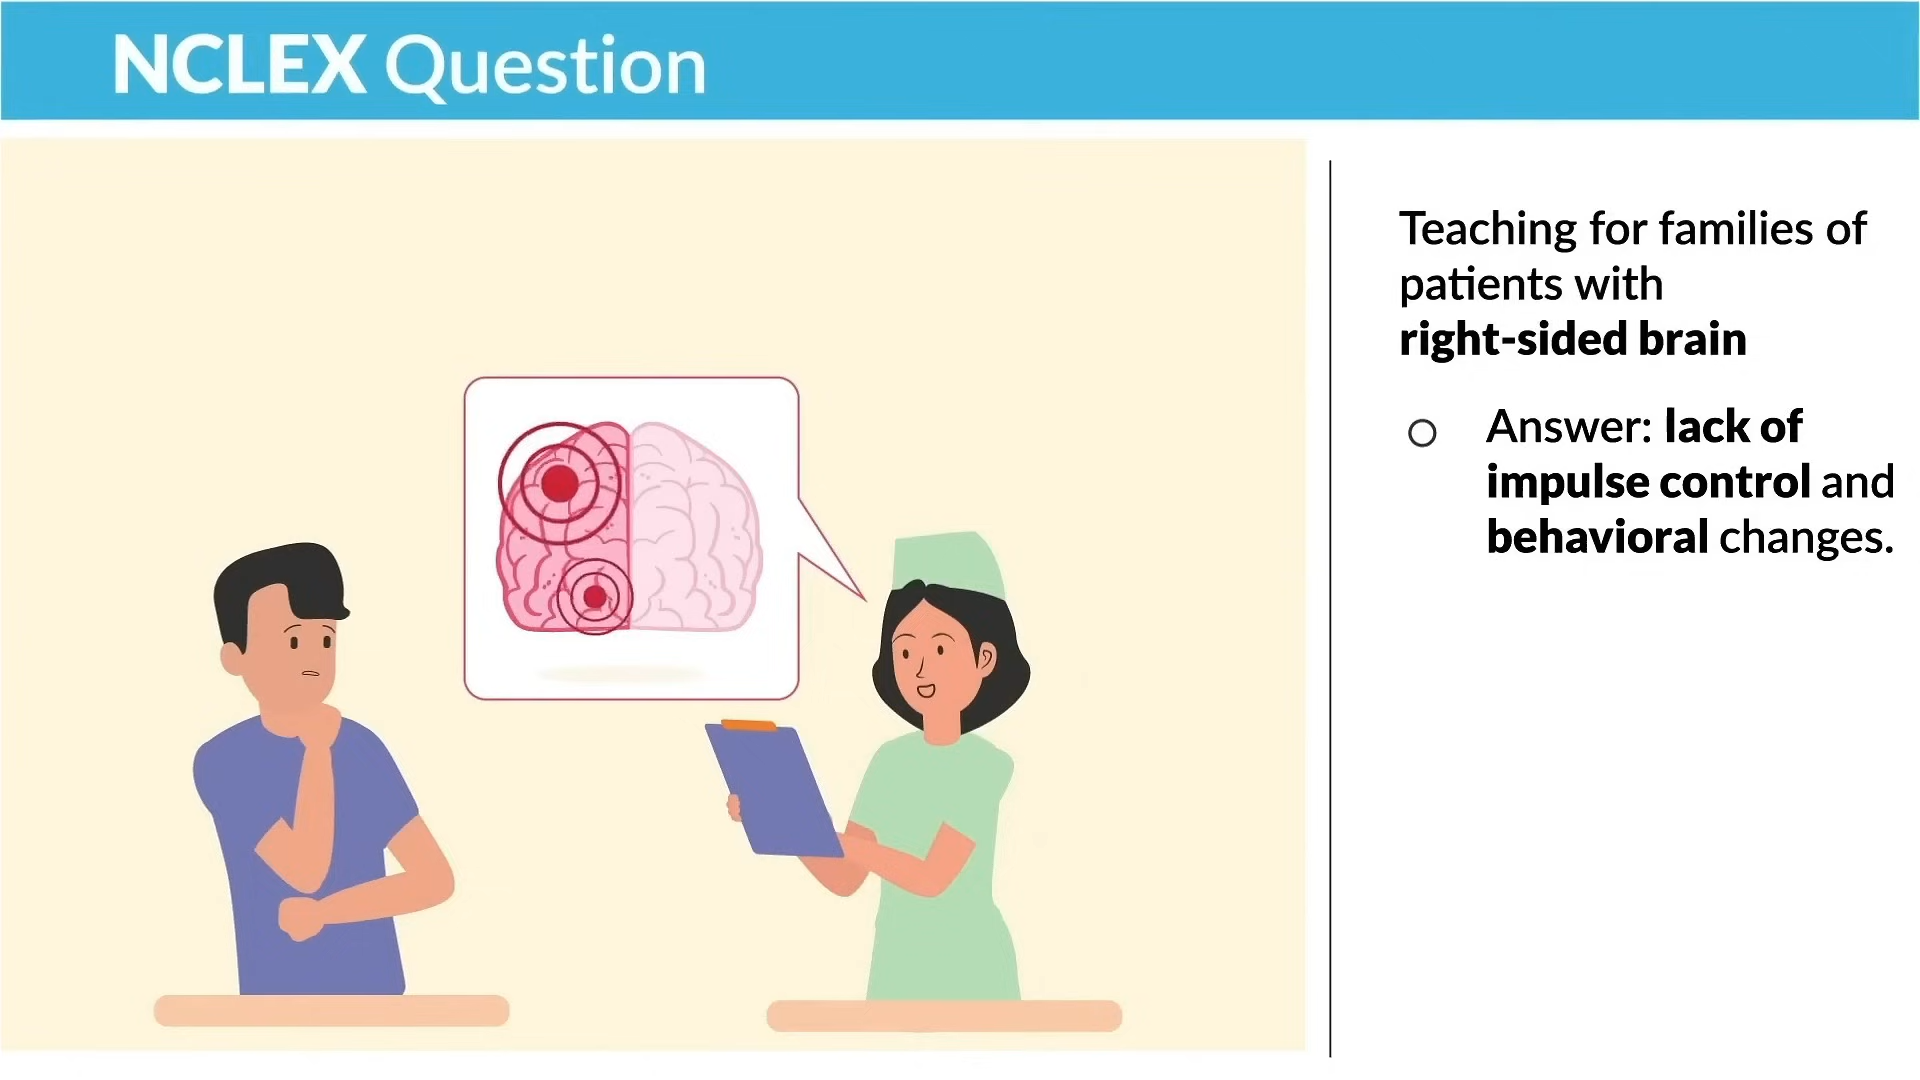 NCLEX Question
Teaching for families of
patients with
right-sided brain
Answer: lack of
impulse control and
behavioral changes.